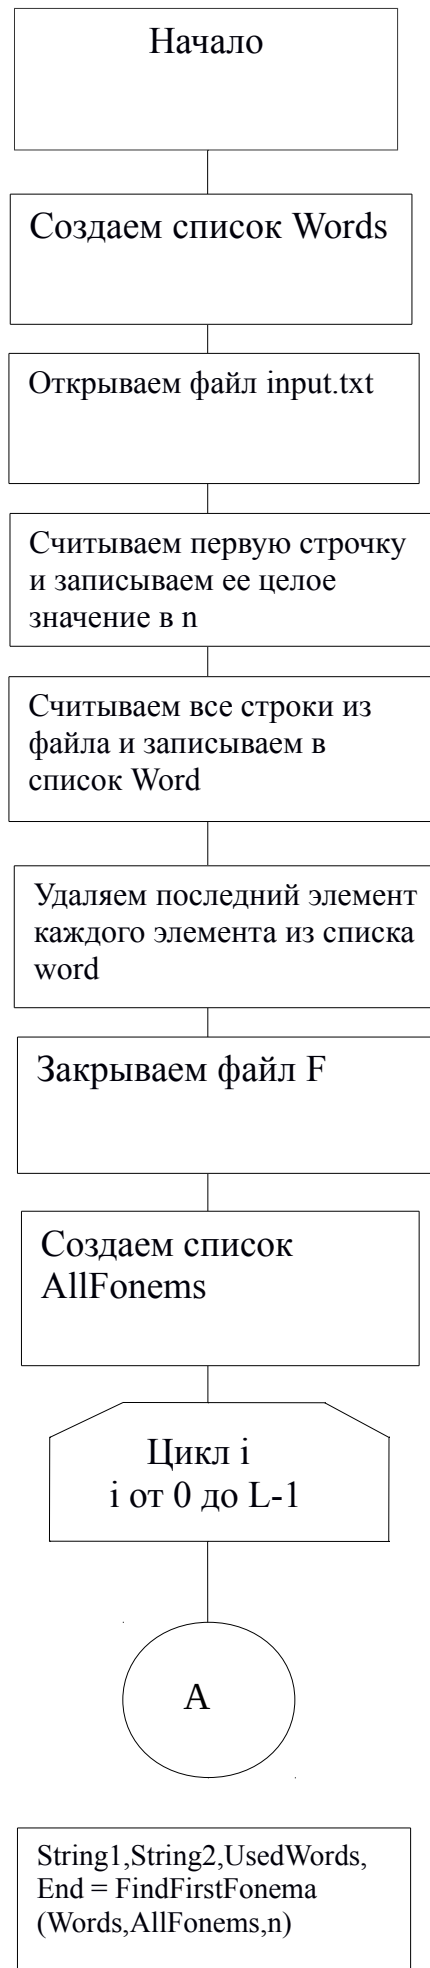 Начало
Создаем список Words
Открываем файл input.txt
Считываем первую строчку
и записываем ее целое
значение в n
Считываем все строки из
файла и записываем в
список Word
Удаляем последний элемент
каждого элемента из списка
word
Закрываем файл F
Создаем список
AllFonems
Цикл i
i от 0 до L-1
A
String1,String2,UsedWords,
End = FindFirstFonema
(Words,AllFonems,n)